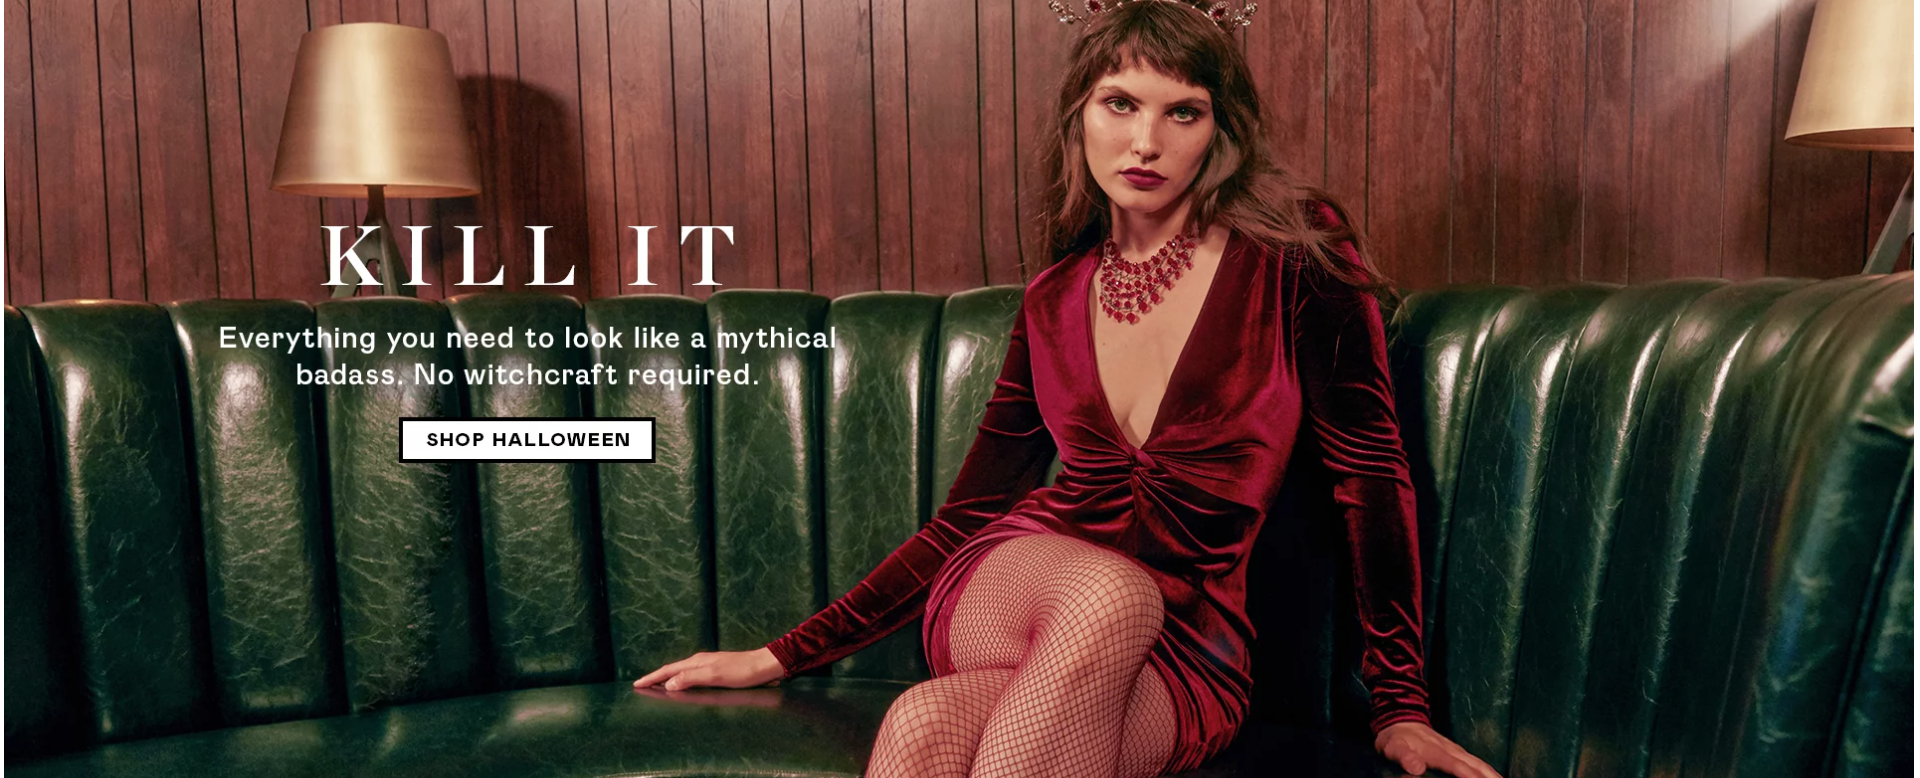 KILL IT
Everything you need to look like a mythical
badass. No witchcraft required.
SHOP HALLOWEEN